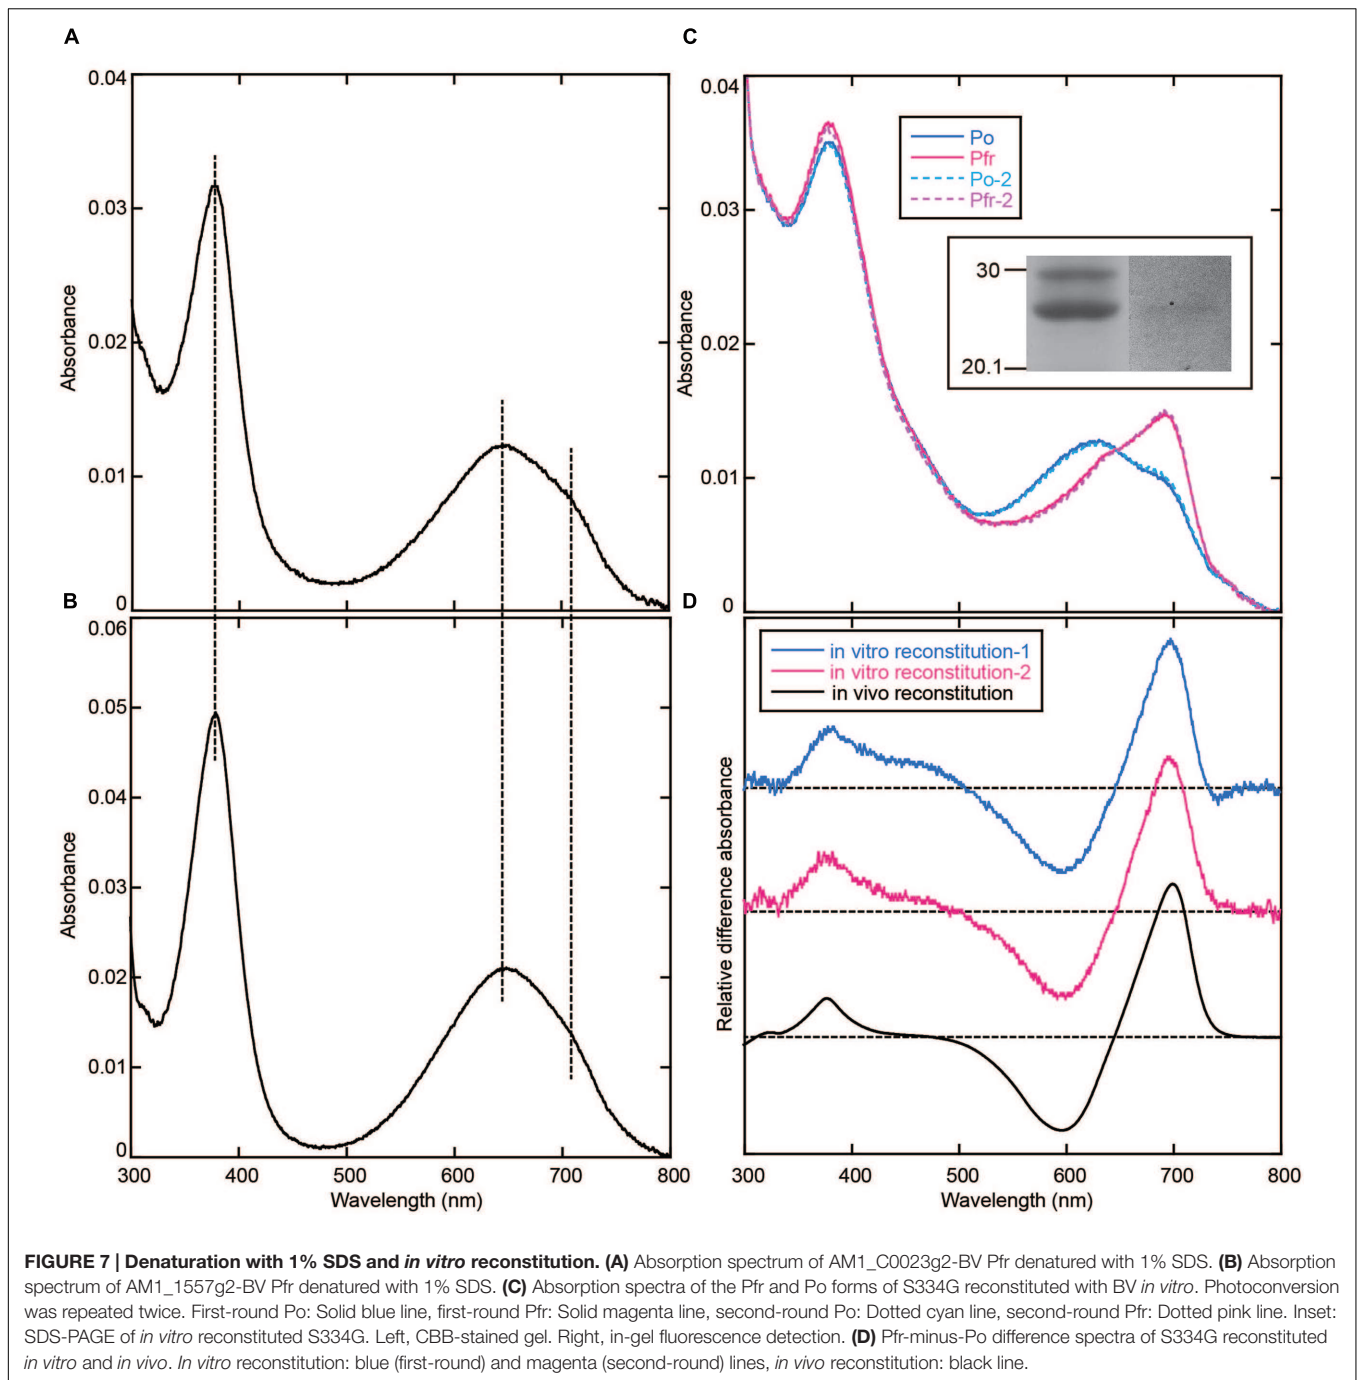 A
0.04
0.03
0.02
0.01
0
Absorbance
B
0.06
0.05
0.04
0.03
0.02
0.01
0
Absorbance
300 400 500 600 700 800
Wavelength (nm)
C
0.04
0.03
0.02
0.01
0
Absorbance
Po
Pfr
Po-2
Pfr-2
30
20.1
D
in vitro reconstitution-1
in vitro reconstitution-2
in vivo reconstitution
Relative difference absorbance
300 400 500 600 700 800
Wavelength (nm)
FIGURE 7 | Denaturation with 1% SDS and in vitro reconstitution. (A) Absorption spectrum of AM1_C0023g2-BV Pfr denatured with 1% SDS. (B) Absorption
spectrum of AM1_1557g2-BV Pfr denatured with 1% SDS. (C) Absorption spectra of the Pfr and Po forms of S334G reconstituted with BV in vitro. Photoconversion
was repeated twice. First-round Po: Solid blue line, first-round Pfr: Solid magenta line, second-round Po: Dotted cyan line, second-round Pfr: Dotted pink line. Inset:
SDS-PAGE of in vitro reconstituted S334G. Left, CBB-stained gel. Right, in-gel fluorescence detection. (D) Pfr-minus-Po difference spectra of S334G reconstituted
in vitro and in vivo. In vitro reconstitution: blue (first-round) and magenta (second-round) lines, in vivo reconstitution: black line.